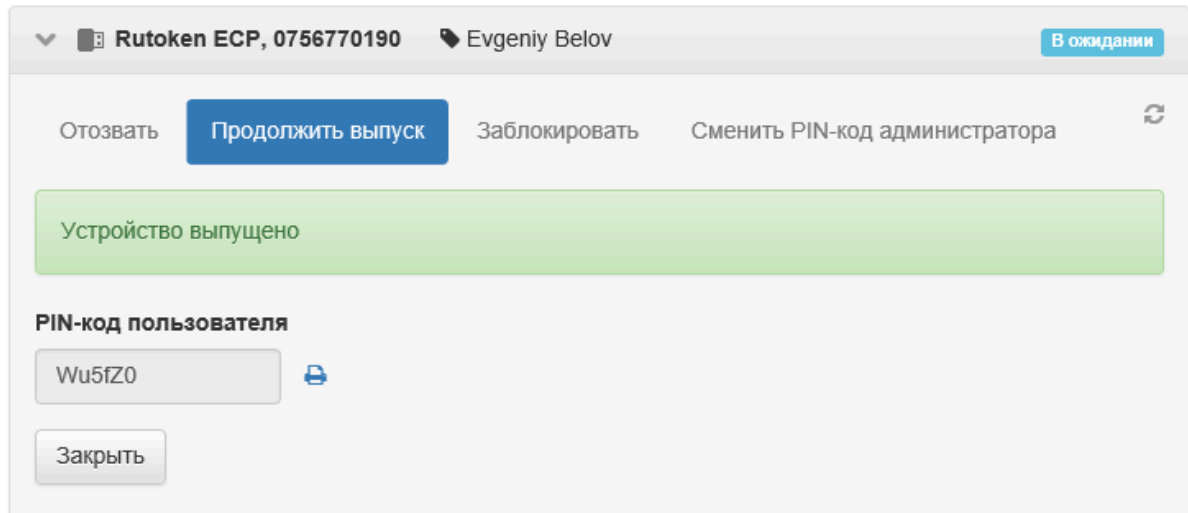 Rutoken ECP, 0756770190 Evgeniy Belov В ожидании
Отозвать Продолжить выпуск Заблокировать Сменить PIN-код администратора
Устройство выпущено
PIN-код пользователя
Wu5fZ0
Закрыть